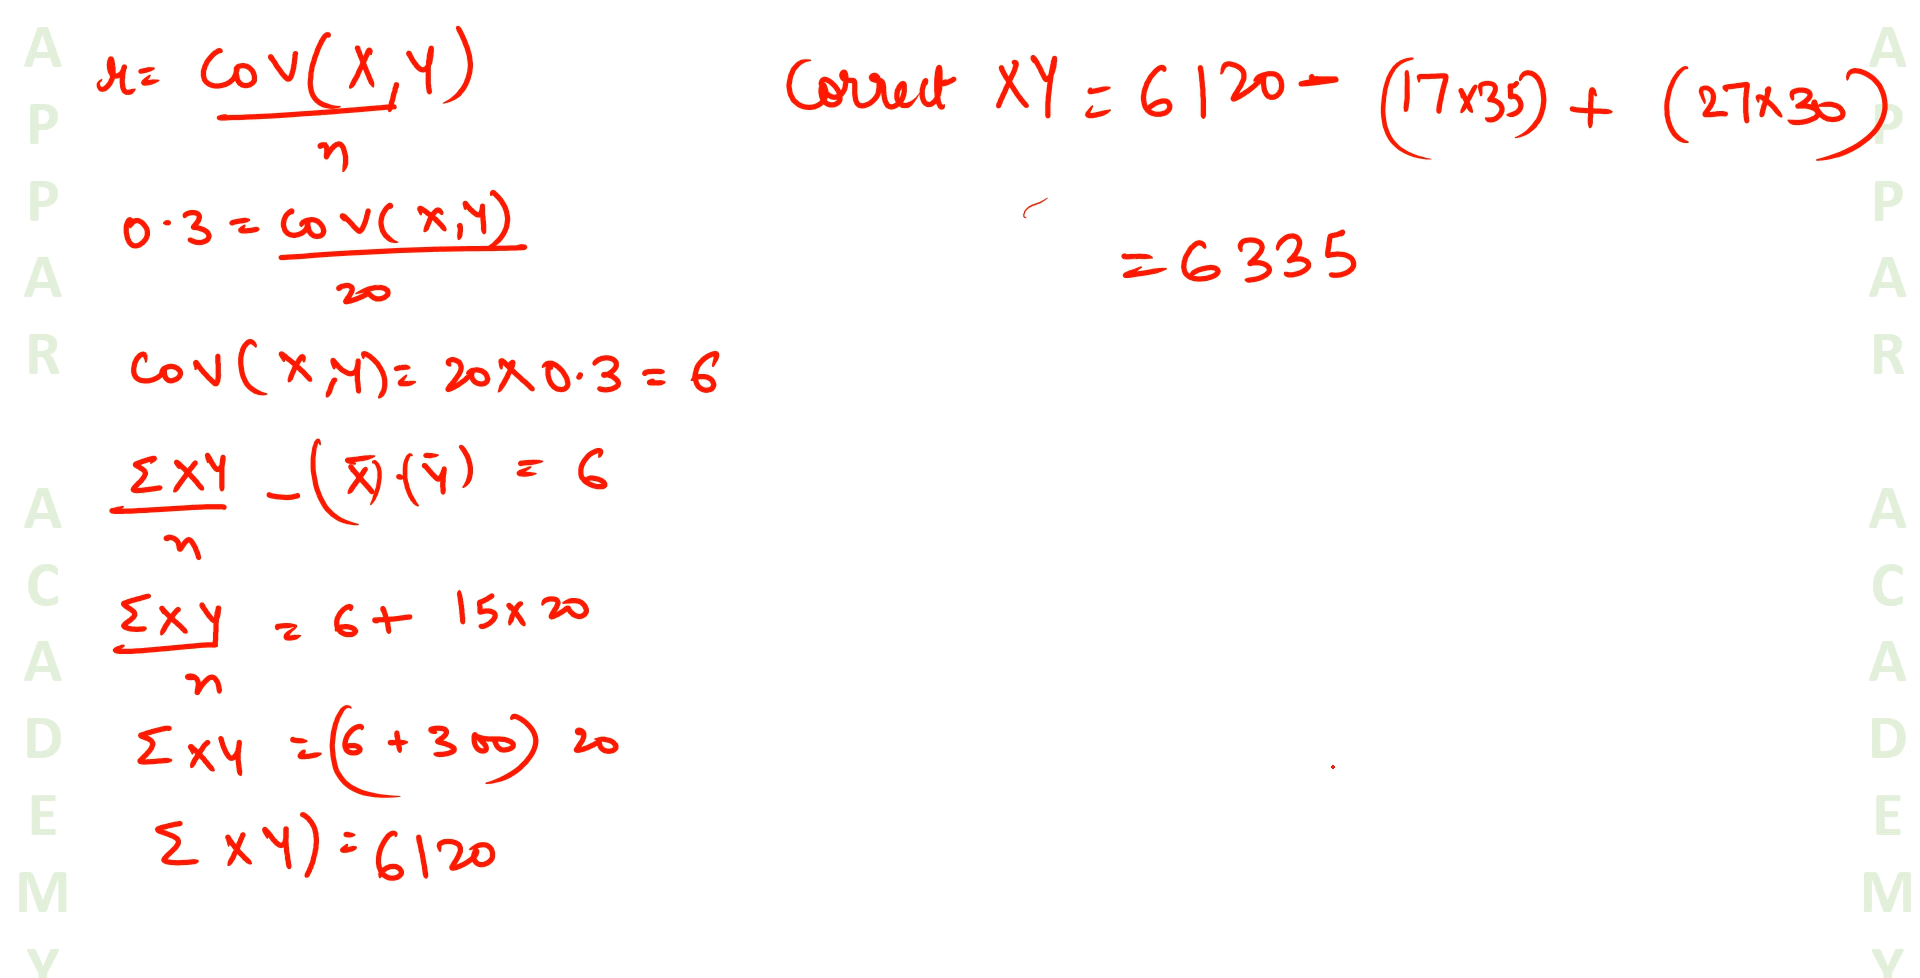 r = COV(X,Y) / n
0.3 = COV(X,Y) / 20
COV(X,Y) = 20 × 0.3 = 6
ΣXY / n - (X̄)·(Ȳ) = 6
ΣXY / n = 6 + 15 × 20
ΣXY = (6 + 300) 20
ΣXY) = 6120
Correct XY = 6120 - (17×35) + (27×30)
= 6335
APPAR ACADEMY
APPAR ACADEMY